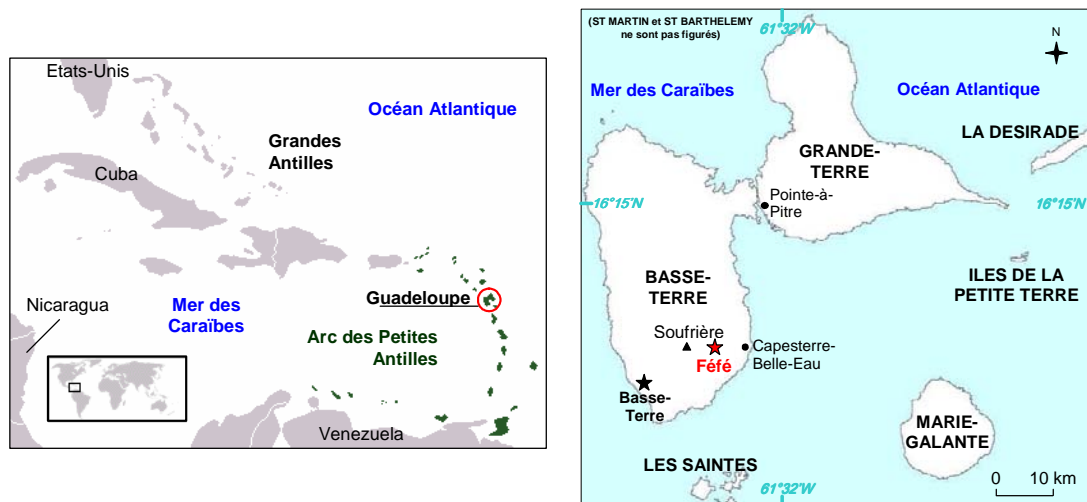 Etats-Unis
Océan Atlantique
Grandes
Antilles
Cuba
Guadeloupe
Nicaragua
Mer des
Caraïbes
Arc des Petites
Antilles
Venezuela
(ST MARTIN et ST BARTHELEMY
ne sont pas figurés)
61°32'W
N
Mer des Caraïbes
Océan Atlantique
LA DESIRADE
GRANDE-
TERRE
Pointe-à-
Pitre
16°15'N
16°15'N
BASSE-
TERRE
ILES DE LA
PETITE TERRE
Soufrière
Féfé
Capesterre-
Belle-Eau
Basse-
Terre
MARIE-
GALANTE
LES SAINTES
61°32'W
0 10 km